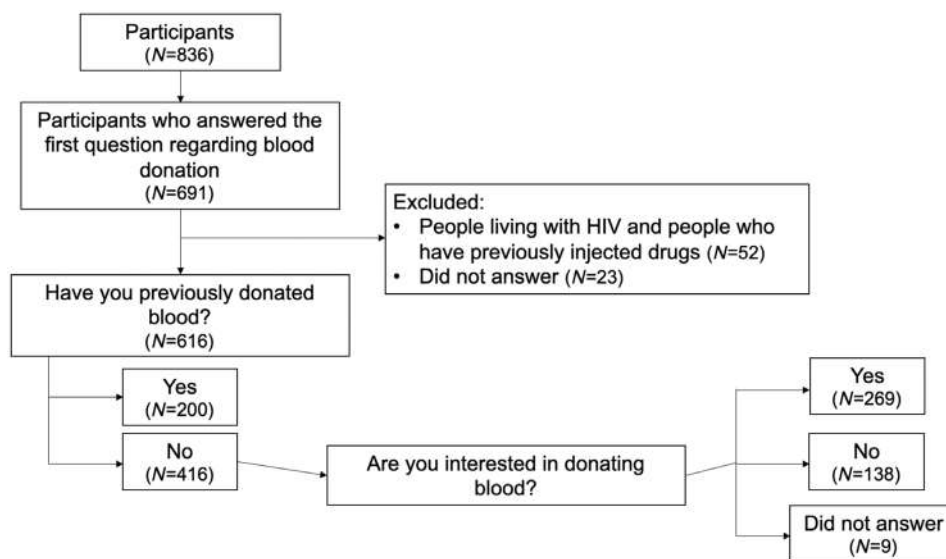 Participants
(N=836)
Participants who answered the
first question regarding blood
donation
(N=691)
Excluded:
• People living with HIV and people who
have previously injected drugs (N=52)
• Did not answer (N=23)
Have you previously donated
blood?
(N=616)
Yes
(N=200)
No
(N=416)
Are you interested in donating
blood?
Yes
(N=269)
No
(N=138)
Did not answer
(N=9)